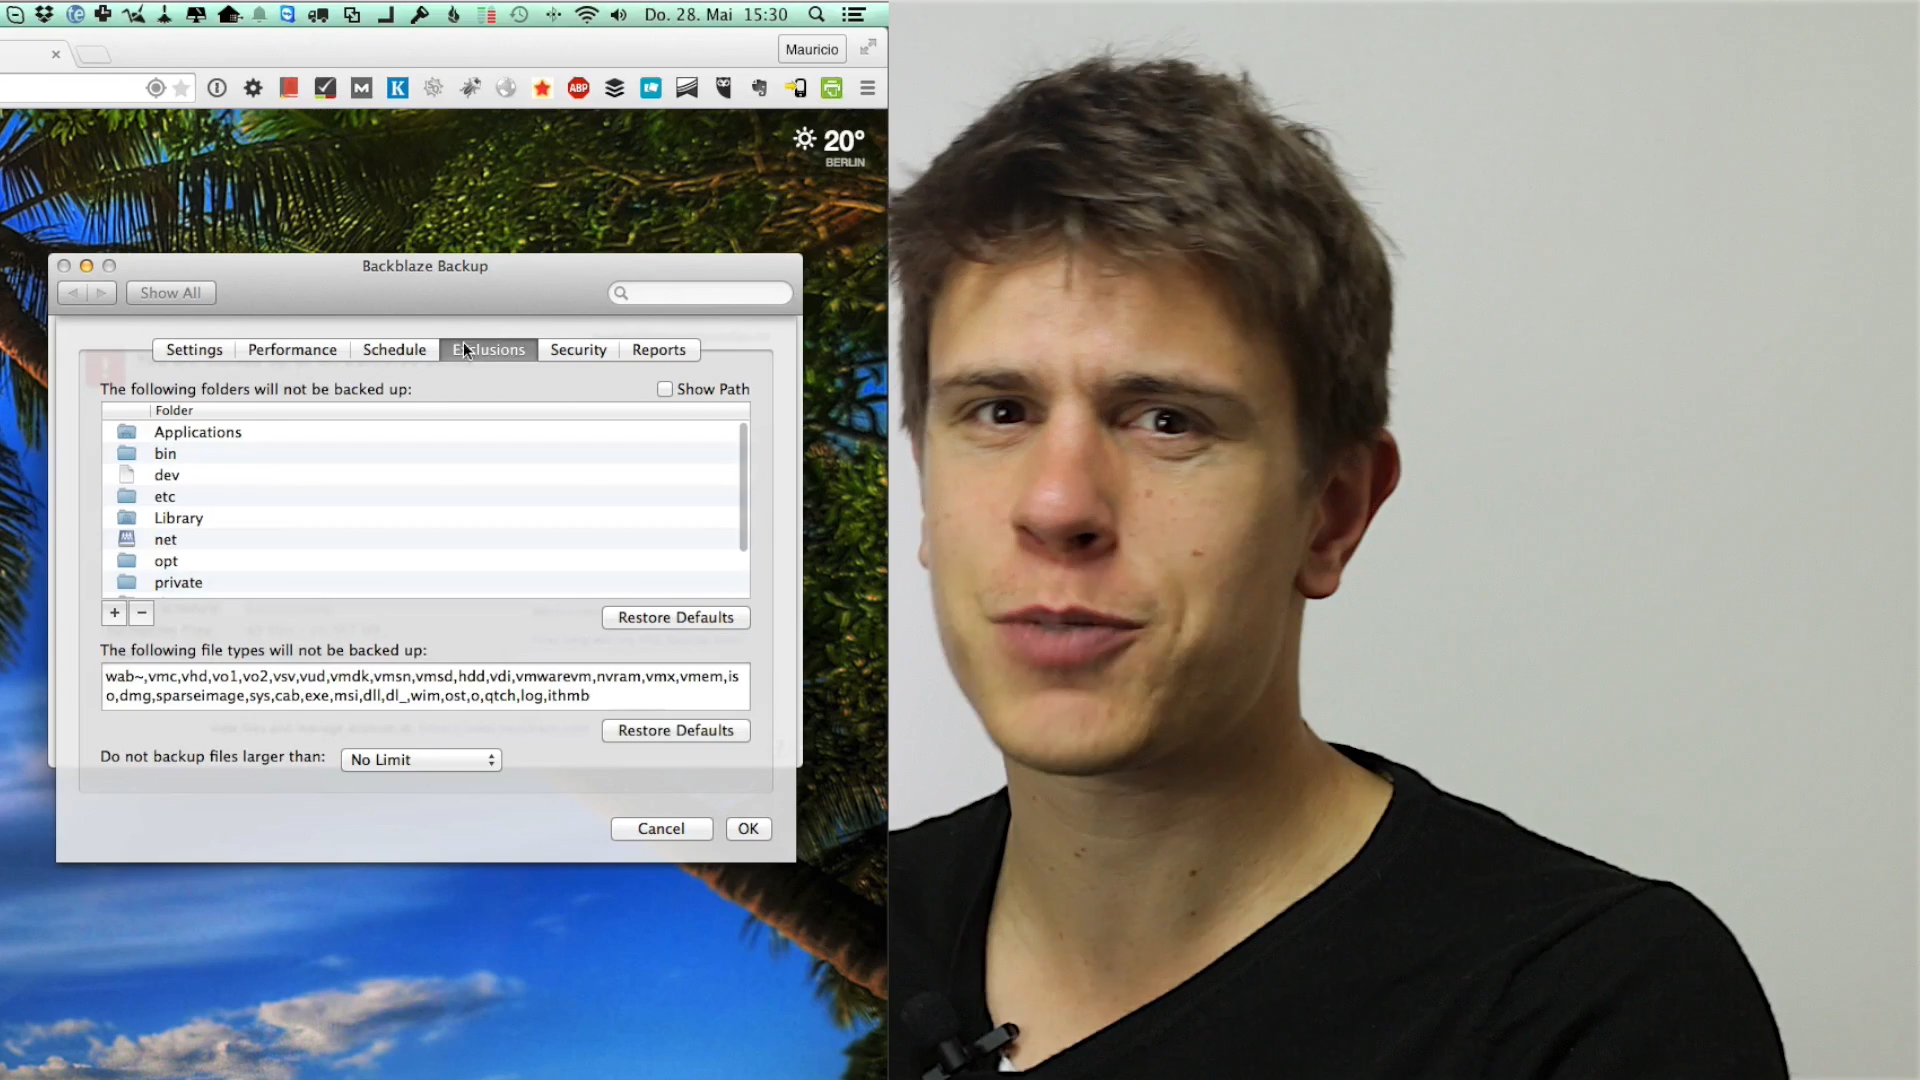 Do. 28. Mai 15:30
Mauricio
ABP
20°
BERLIN
Backblaze Backup
Show All
Settings Performance Schedule Exclusions Security Reports
The following folders will not be backed up: Show Path
Folder
Applications
bin
dev
etc
Library
net
opt
private
+ −
Restore Defaults
The following file types will not be backed up:
wab~,vmc,vhd,vo1,vo2,vsv,vud,vmdk,vmsn,vmsd,hdd,vdi,vmwarevm,nvram,vmx,vmem,is
o,dmg,sparseimage,sys,cab,exe,msi,dll,dl_,wim,ost,o,qtch,log,ithmb
Restore Defaults
Do not backup files larger than: No Limit
Cancel OK